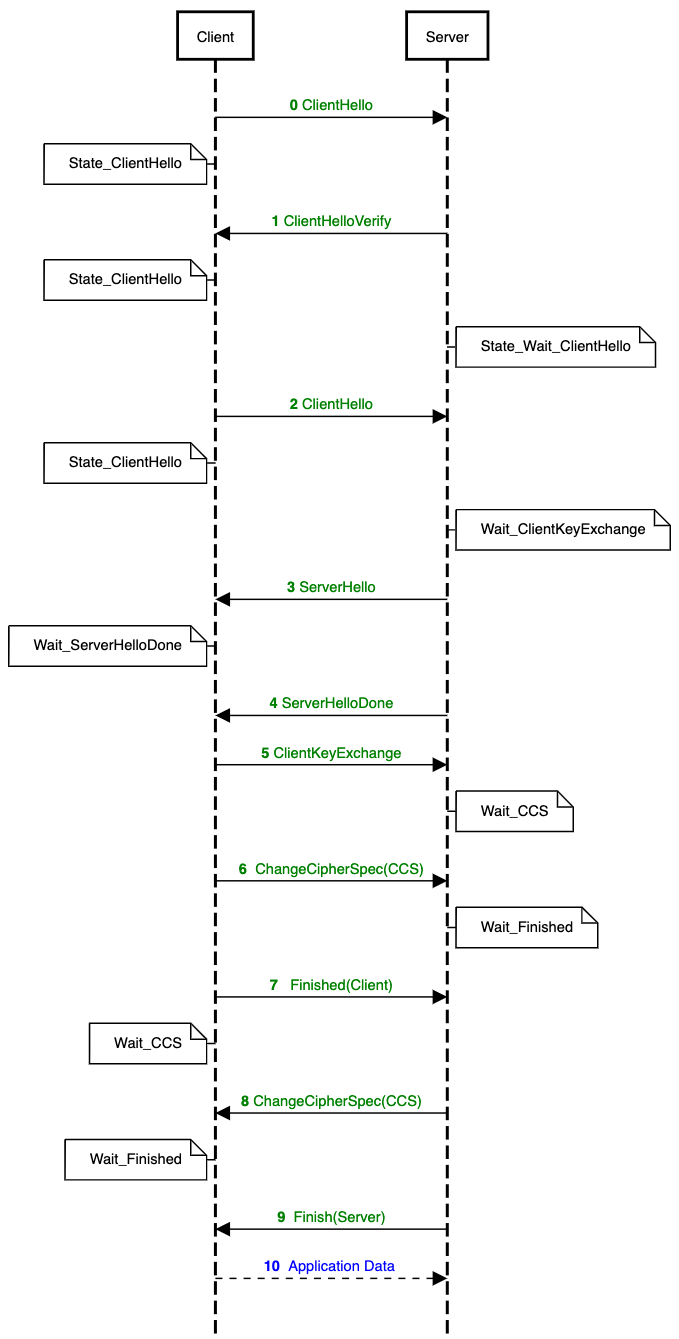 Client
Server
0 ClientHello
State_ClientHello
1 ClientHelloVerify
State_ClientHello
State_Wait_ClientHello
2 ClientHello
State_ClientHello
Wait_ClientKeyExchange
3 ServerHello
Wait_ServerHelloDone
4 ServerHelloDone
5 ClientKeyExchange
Wait_CCS
6 ChangeCipherSpec(CCS)
Wait_Finished
7 Finished(Client)
Wait_CCS
8 ChangeCipherSpec(CCS)
Wait_Finished
9 Finish(Server)
10 Application Data